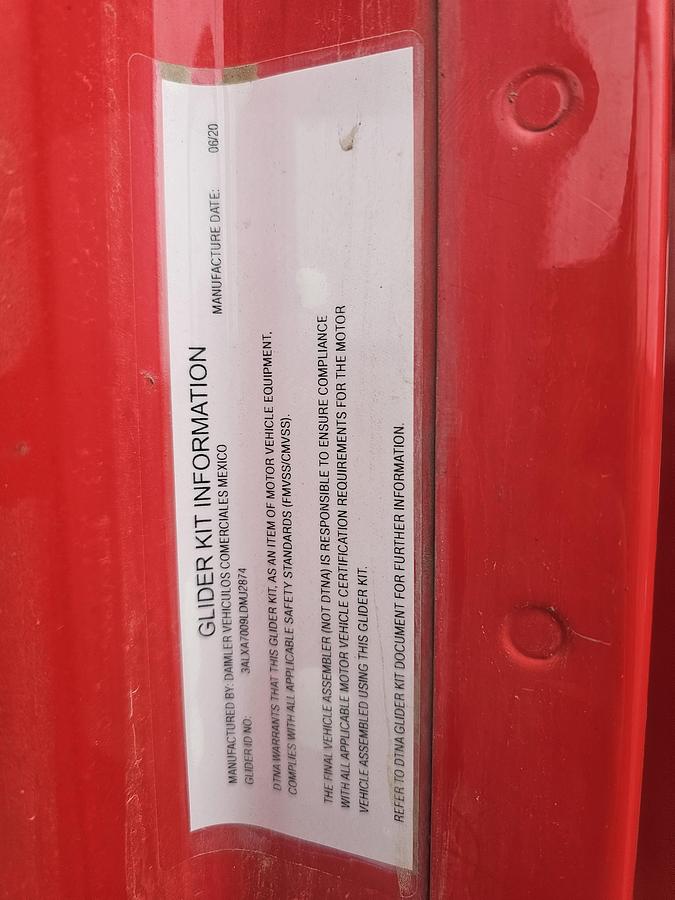 GLIDER KIT INFORMATION
MANUFACTURED BY: DAIMLER VEHICULOS COMERCIALES MEXICO MANUFACTURE DATE: 06/20
GLIDER ID NO: 3ALXA7009LDMJ2874
DTNA WARRANTS THAT THIS GLIDER KIT, AS AN ITEM OF MOTOR VEHICLE EQUIPMENT,
COMPLIES WITH ALL APPLICABLE SAFETY STANDARDS (FMVSS/CMVSS).
THE FINAL VEHICLE ASSEMBLER (NOT DTNA) IS RESPONSIBLE TO ENSURE COMPLIANCE
WITH ALL APPLICABLE MOTOR VEHICLE CERTIFICATION REQUIREMENTS FOR THE MOTOR
VEHICLE ASSEMBLED USING THIS GLIDER KIT.
REFER TO DTNA GLIDER KIT DOCUMENT FOR FURTHER INFORMATION.